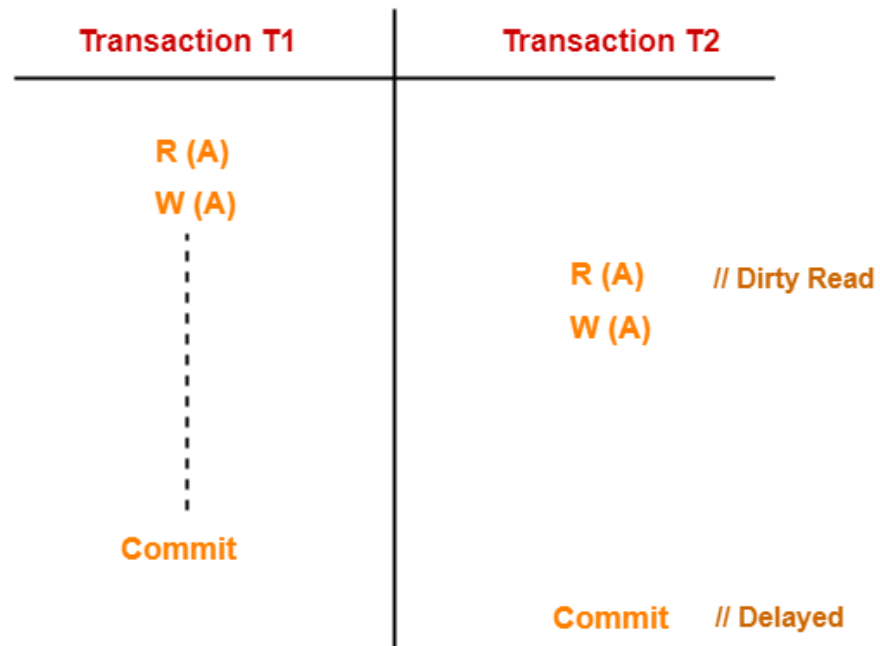 Transaction T1 Transaction T2
R (A)
W (A)
R (A) // Dirty Read
W (A)
Commit
Commit // Delayed